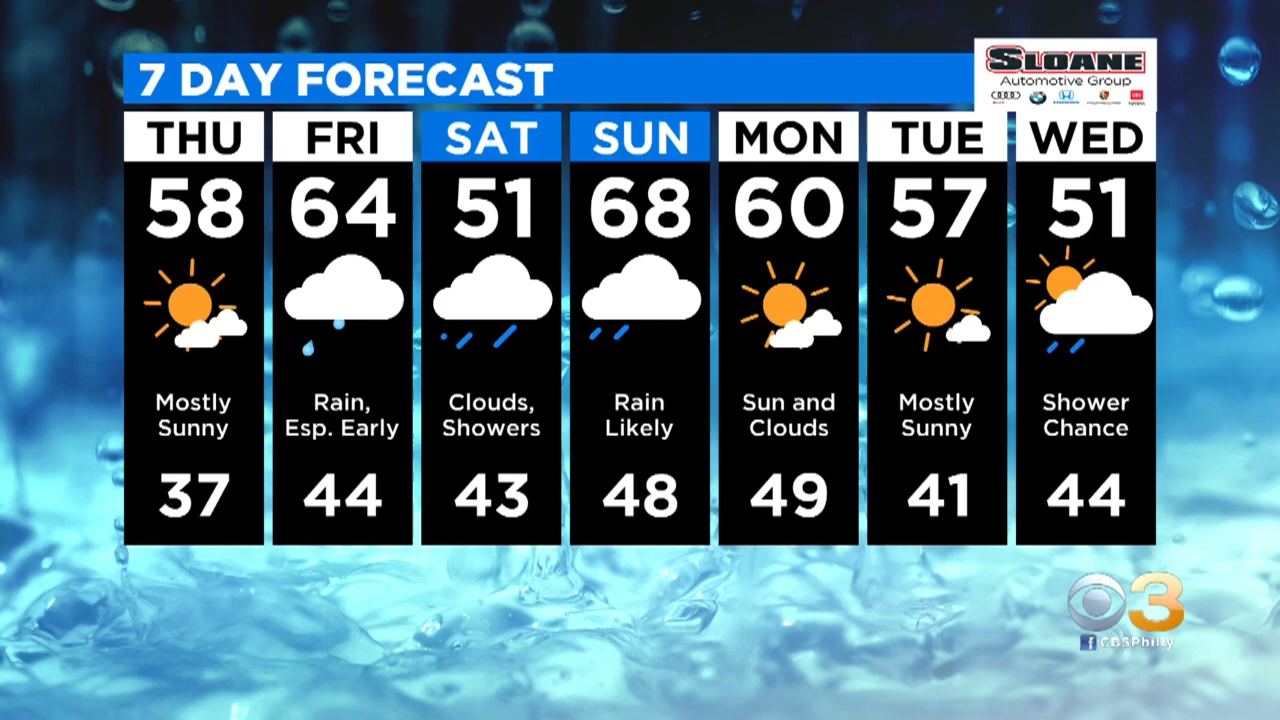 7 DAY FORECAST
SLOANE
Automotive Group
THU FRI SAT SUN MON TUE WED
58 64 51 68 60 57 51
Mostly Sunny
Rain, Esp. Early
Clouds, Showers
Rain Likely
Sun and Clouds
Mostly Sunny
Shower Chance
37 44 43 48 49 41 44
3
CBSPhilly